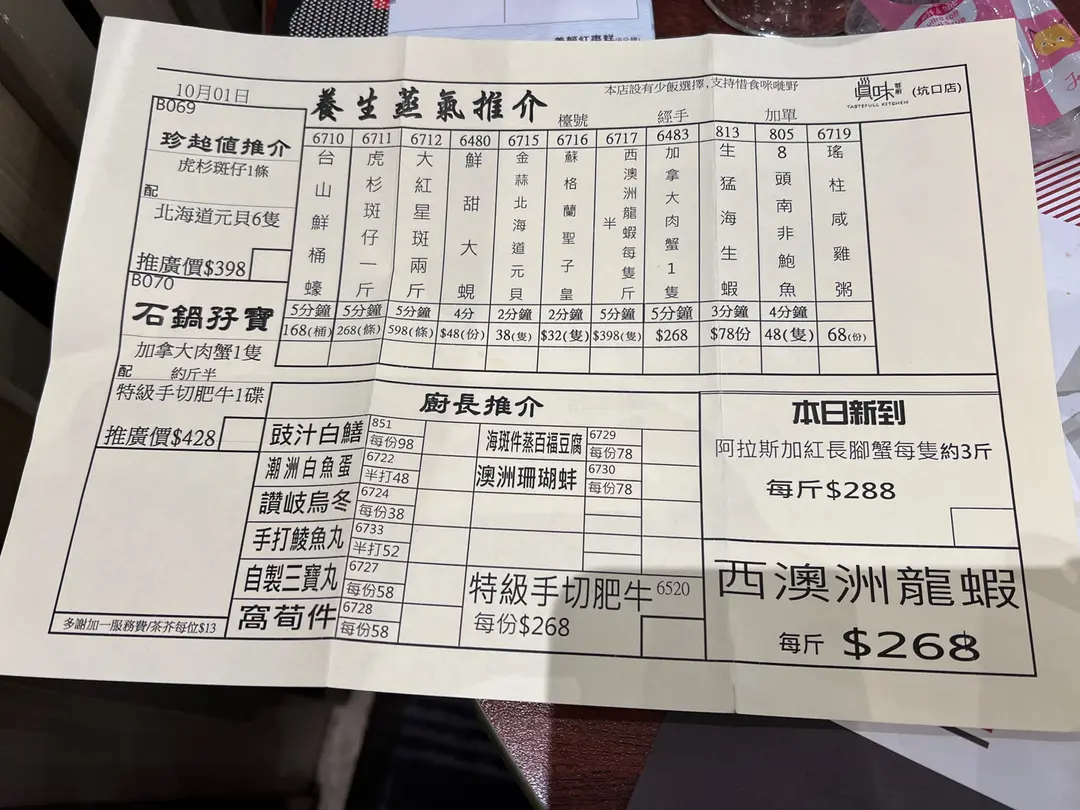 養顏紅棗糕
10月01日
養生蒸氣推介
檯號
本店設有少飯選擇,支持惜食咪嘥野
經手
加單
真味
TASTEFULL KITCHEN
(坑口店)
B069
珍超值推介
虎杉斑仔1條
配
北海道元貝6隻
推廣價$398
B070
石鍋孖寶
加拿大肉蟹1隻
配 約斤半
特級手切肥牛1碟
推廣價$428
6710 6711 6712 6480 6715 6716 6717 6483 813 805 6719
台山鮮桶蠔
虎杉斑仔一斤
大紅星斑兩斤
鮮甜大蜆
金蒜北海道元貝
蘇格蘭聖子皇
西澳洲龍蝦每隻斤半
加拿大肉蟹1隻
生猛海生蝦
8頭南非鮑魚
瑤柱咸雞粥
5分鐘 5分鐘 5分鐘 4分 2分鐘 2分鐘 5分鐘 5分鐘 3分鐘 4分鐘
168(桶) 268(條) 598(條) $48(份) 38(隻) $32(隻) $398(隻) $268 $78份 48(隻) 68(份)
廚長推介
豉汁白鱔 851 每份98
潮洲白魚蛋 6722 半打48
讚岐烏冬 6724 每份38
手打鯪魚丸 6733 半打52
自製三寶丸 6727 每份58
窩荀件 6728 每份58
海斑件蒸百福豆腐 6729 每份78
澳洲珊瑚蚌 6730 每份78
特級手切肥牛 6520
每份$268
本日新到
阿拉斯加紅長腳蟹每隻約3斤
每斤$288
西澳洲龍蝦
每斤 $268
多謝加一服務費/茶芥每位$13